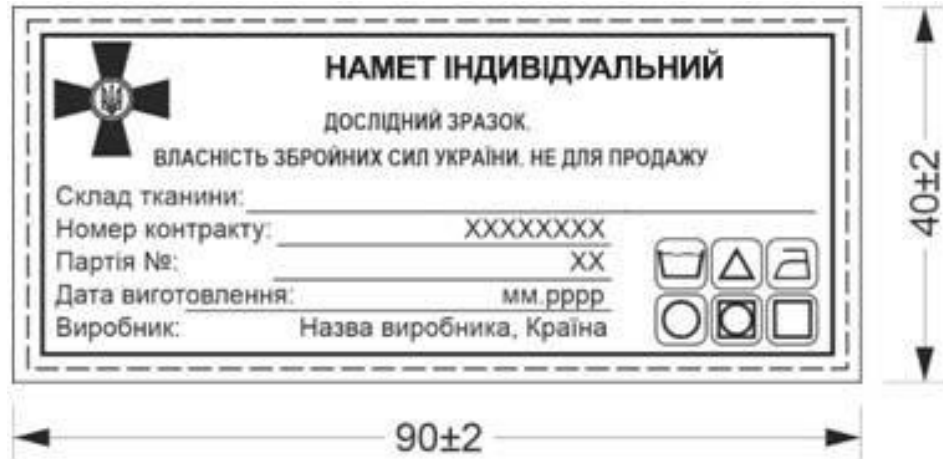 НАМЕТ ІНДИВІДУАЛЬНИЙ
ДОСЛІДНИЙ ЗРАЗОК.
ВЛАСНІСТЬ ЗБРОЙНИХ СИЛ УКРАЇНИ. НЕ ДЛЯ ПРОДАЖУ
Склад тканини:
Номер контракту: XXXXXXXX
Партія №: XX
Дата виготовлення: мм.рррр
Виробник: Назва виробника, Країна
40±2
90±2